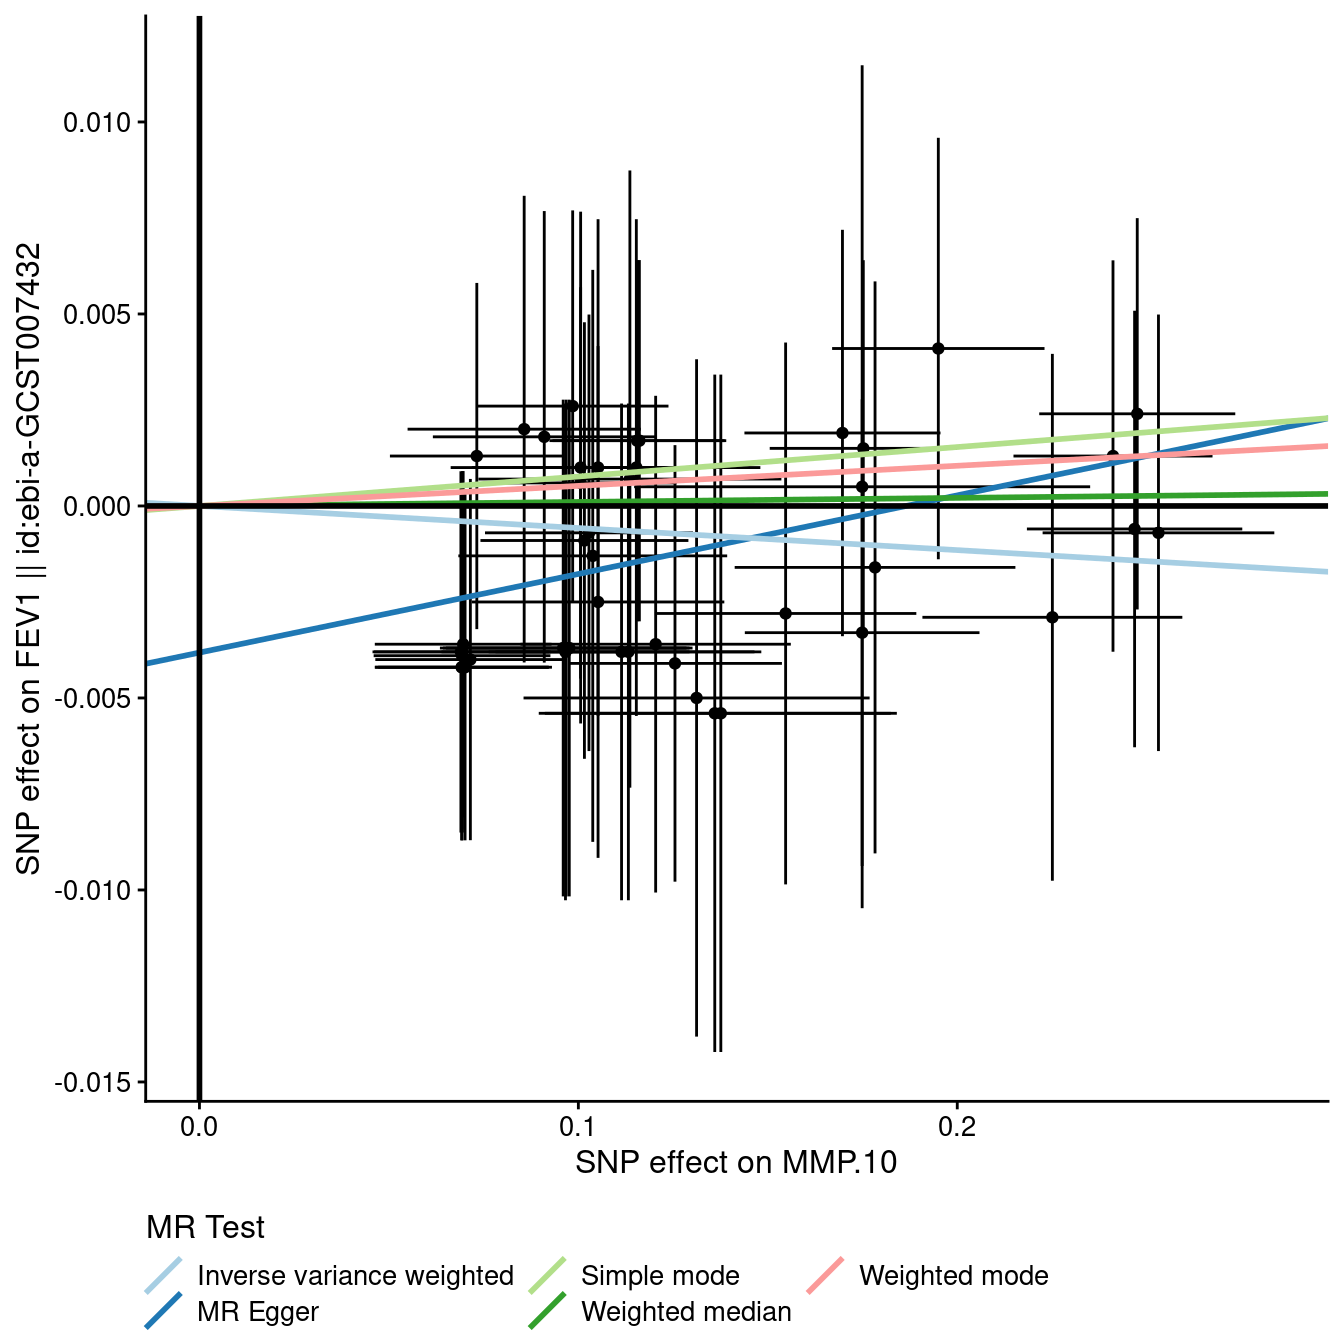 0.010
0.005
0.000
-0.005
-0.010
-0.015
SNP effect on FEV1 || id:ebi-a-GCST007432
0.0
0.1
0.2
SNP effect on MMP.10
MR Test
Inverse variance weighted
Simple mode
Weighted mode
MR Egger
Weighted median